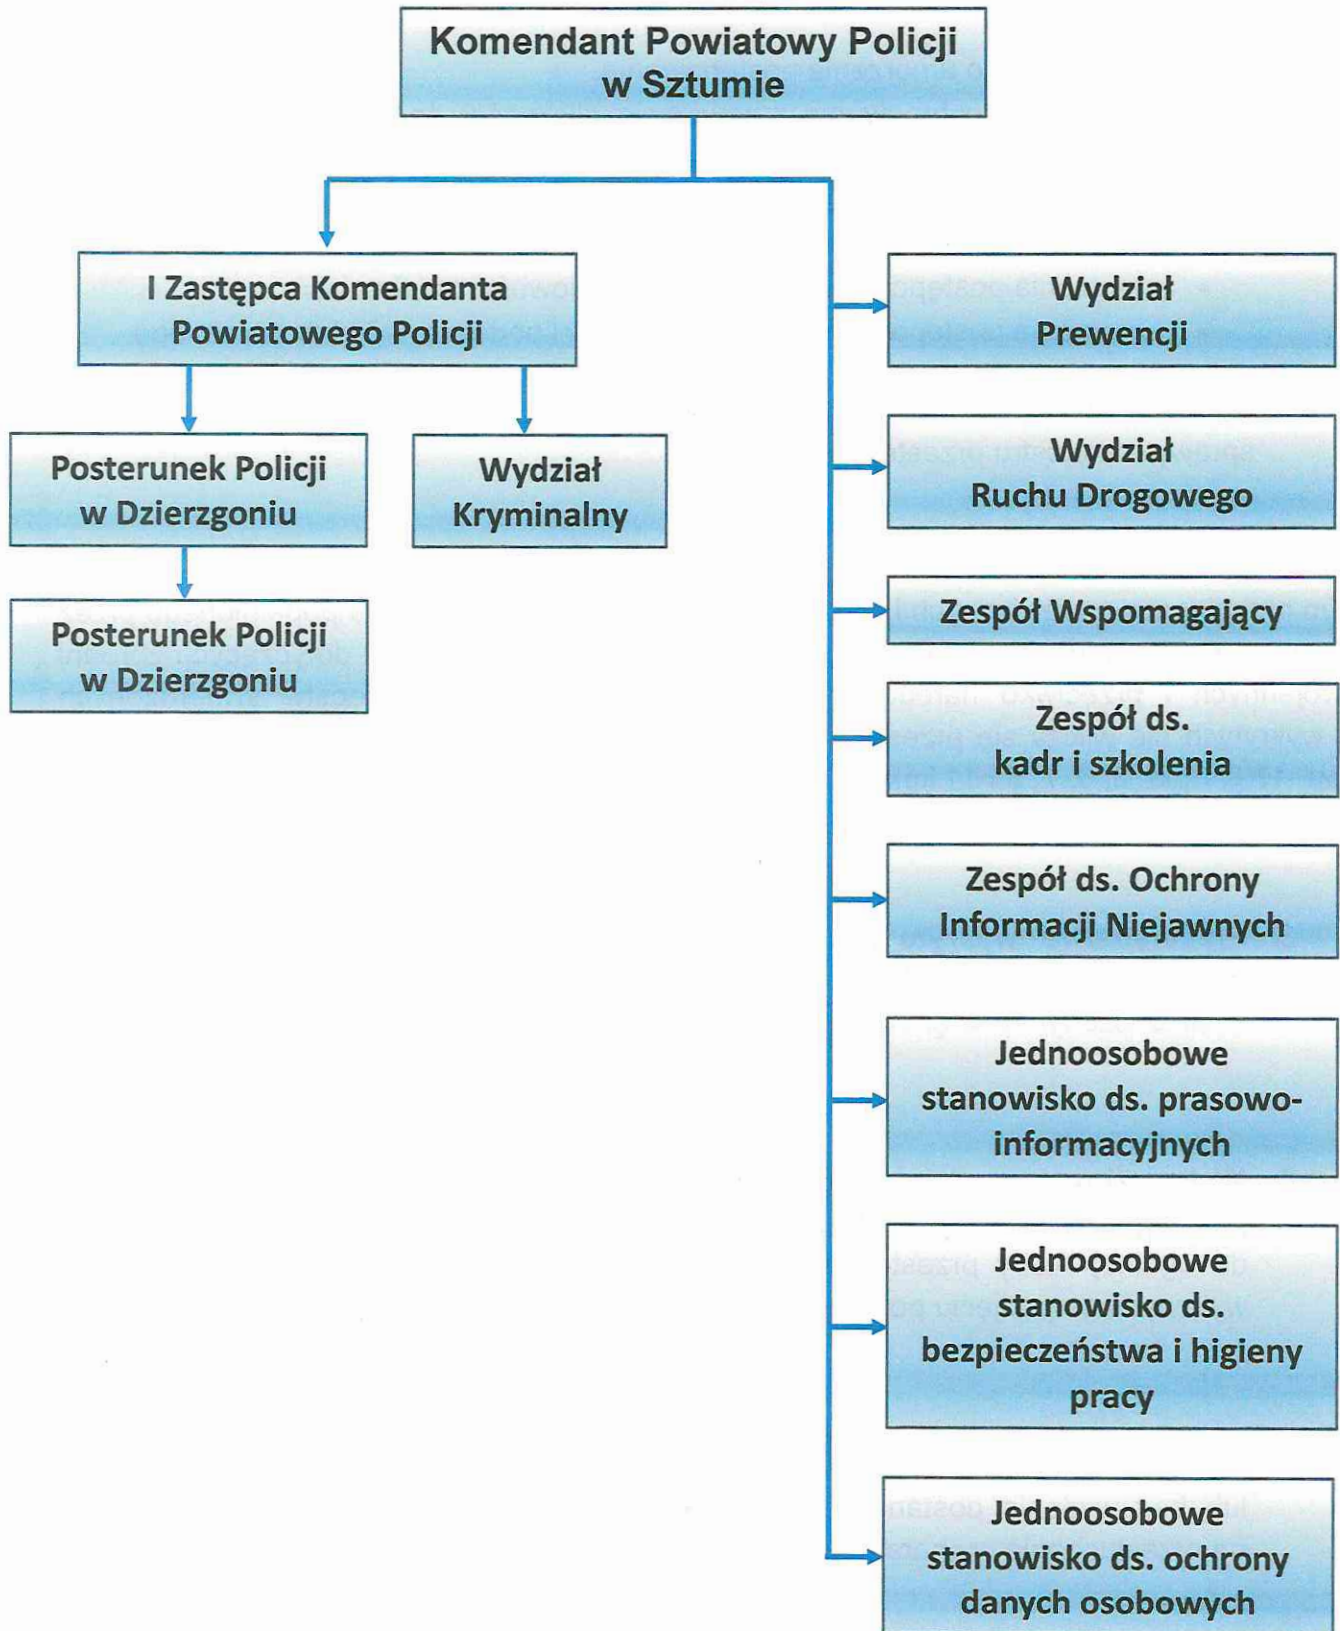 Komendant Powiatowy Policji
w Sztumie
I Zastępca Komendanta
Powiatowego Policji
Posterunek Policji
w Dzierzgoniu
Wydział
Kryminalny
Posterunek Policji
w Dzierzgoniu
Wydział
Prewencji
Wydział
Ruchu Drogowego
Zespół Wspomagający
Zespół ds.
kadr i szkolenia
Zespół ds. Ochrony
Informacji Niejawnych
Jednoosobowe
stanowisko ds. prasowo-
informacyjnych
Jednoosobowe
stanowisko ds.
bezpieczeństwa i higieny
pracy
Jednoosobowe
stanowisko ds. ochrony
danych osobowych